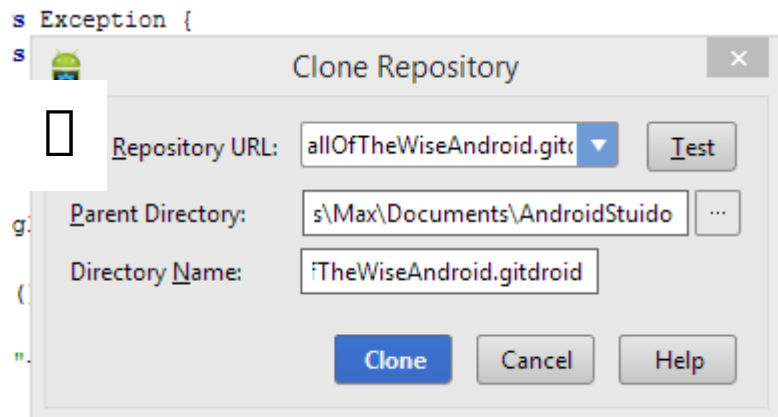 s Exception {
s
Clone Repository
Repository URL: allOfTheWiseAndroid.gitd
Test
Parent Directory: s\Max\Documents\AndroidStuido
...
Directory Name: fTheWiseAndroid.gitdroid
Clone Cancel Help